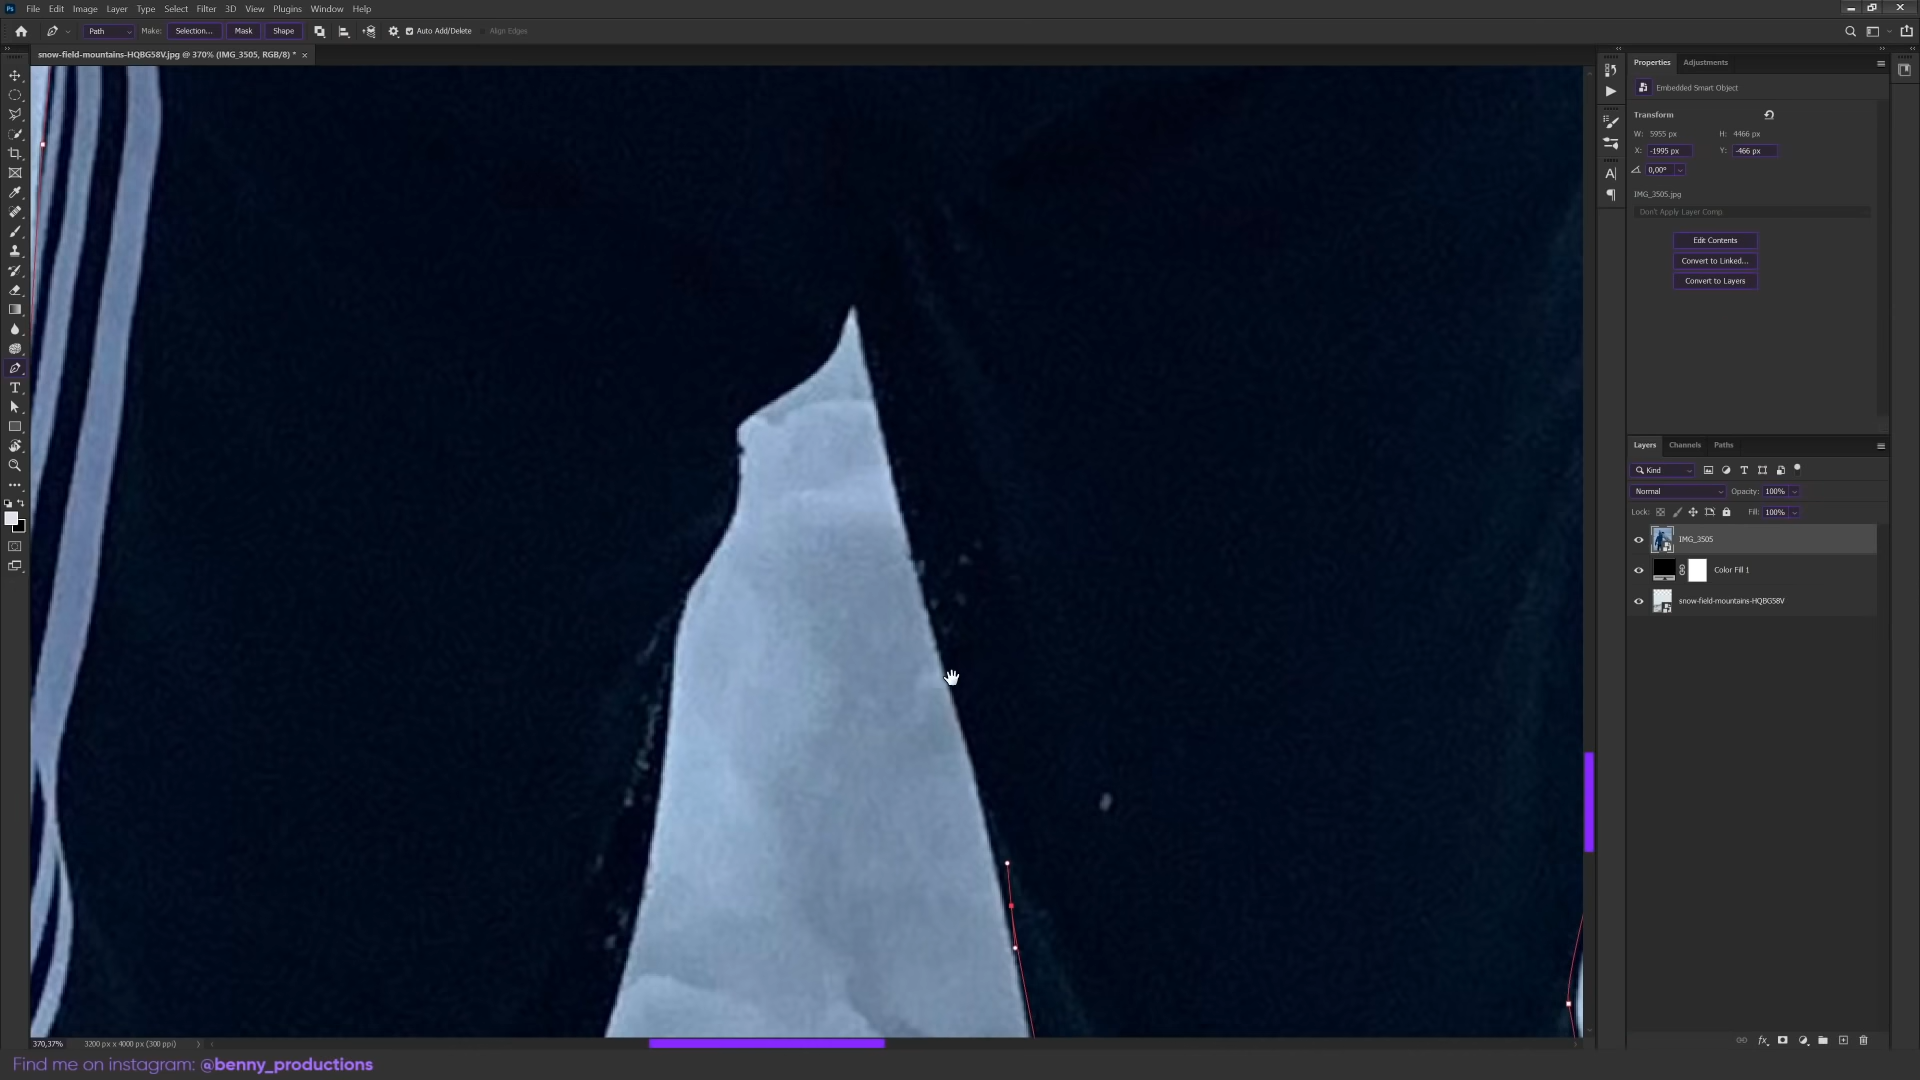 File Edit Image Layer Type Select Filter 3D View Plugins Window Help
Path Make: Selection... Mask Shape Auto Add/Delete Align Edges
snow-field-mountains-HQBG58V.jpg @ 370% (IMG_3505, RGB/8) *
Properties Adjustments
Embedded Smart Object
Transform
W: 5955 px H: 4466 px
X: -1995 px Y: -466 px
0,00°
IMG_3505.jpg
Don't Apply Layer Comp.
Edit Contents
Convert to Linked...
Convert to Layers
Layers Channels Paths
Kind
Normal Opacity: 100%
Lock: Fill: 100%
IMG_3505
Color Fill 1
snow-field-mountains-HQBG58V
370,37% 3200 px x 4000 px (300 ppi)
Find me on instagram: @benny_productions